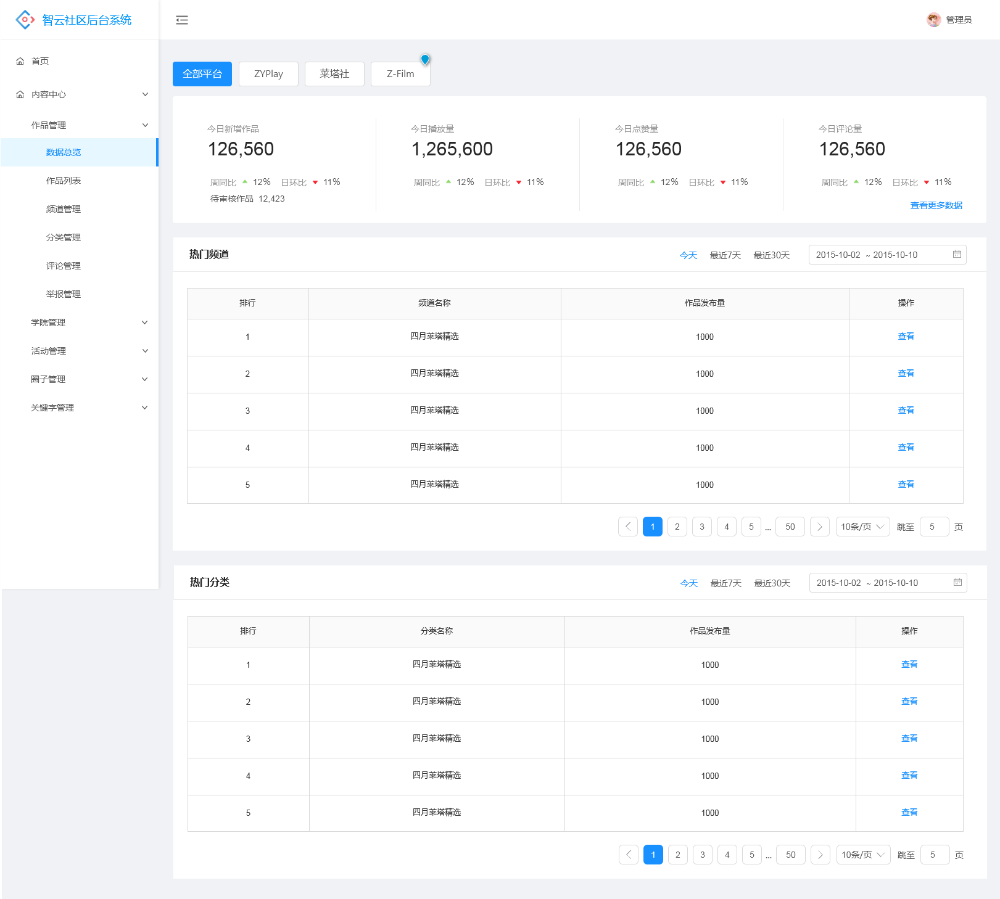 智云社区后台系统
管理员
首页
内容中心
作品管理
数据总览
作品列表
频道管理
分类管理
评论管理
举报管理
学院管理
活动管理
圈子管理
关键字管理
全部平台 ZYPlay 莱塔社 Z-Film
今日新增作品
126,560
周同比 12% 日环比 11%
待审核作品 12,423
今日播放量
1,265,600
周同比 12% 日环比 11%
今日点赞量
126,560
周同比 12% 日环比 11%
今日评论量
126,560
周同比 12% 日环比 11%
查看更多数据
热门频道 今天 最近7天 最近30天 2015-10-02 ~ 2015-10-10
排行 频道名称 作品发布量 操作
1 四月莱塔精选 1000 查看
2 四月莱塔精选 1000 查看
3 四月莱塔精选 1000 查看
4 四月莱塔精选 1000 查看
5 四月莱塔精选 1000 查看
1 2 3 4 5 ... 50 10条/页 跳至 5 页
热门分类 今天 最近7天 最近30天 2015-10-02 ~ 2015-10-10
排行 分类名称 作品发布量 操作
1 四月莱塔精选 1000 查看
2 四月莱塔精选 1000 查看
3 四月莱塔精选 1000 查看
4 四月莱塔精选 1000 查看
5 四月莱塔精选 1000 查看
1 2 3 4 5 ... 50 10条/页 跳至 5 页